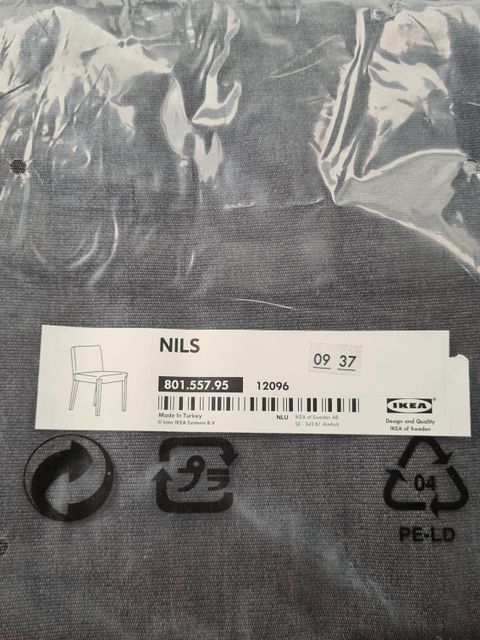 NILS
09 37
801.557.95 12096
Made in Turkey
© Inter IKEA Systems B.V
NLU
IKEA of Sweden AB
SE - 343 81 Älmhult
IKEA
Design and Quality
IKEA of Sweden
プラ
04
PE-LD